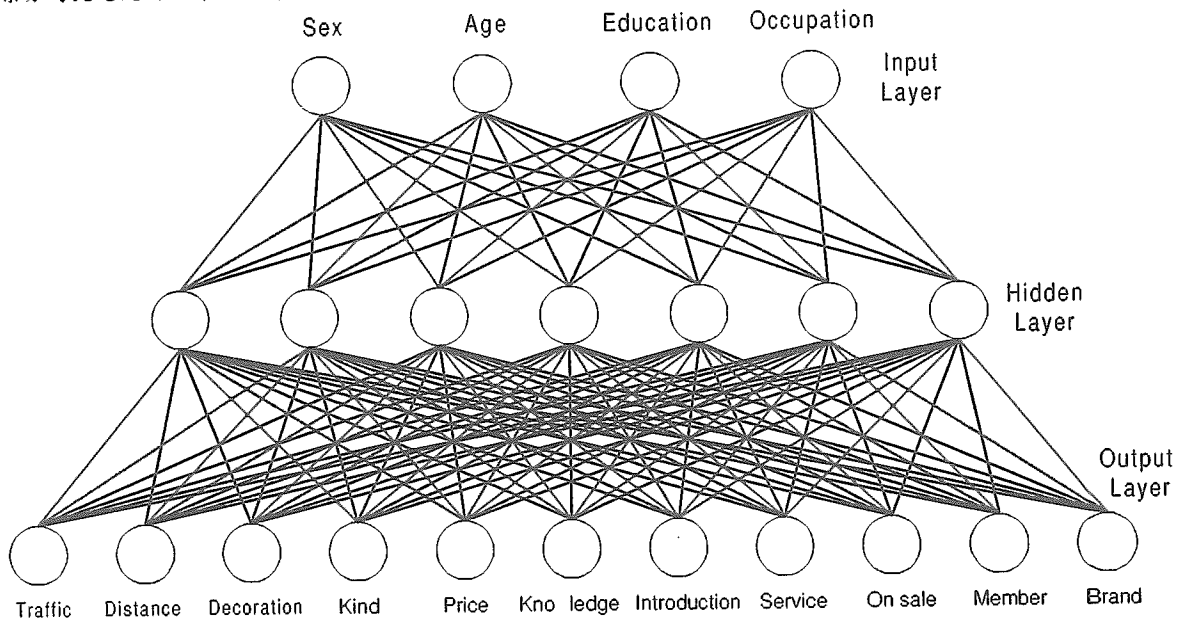 Sex Age Education Occupation
Input
Layer
Hidden
Layer
Output
Layer
Traffic Distance Decoration Kind Price Kno ledge Introduction Service On sale Member Brand